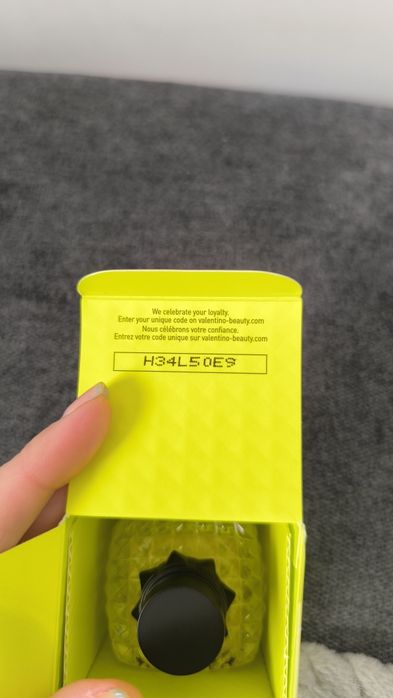 We celebrate your loyalty.
Enter your unique code on valentino-beauty.com
Nous célébrons votre confiance.
Entrez votre code unique sur valentino-beauty.com
H34L50E9